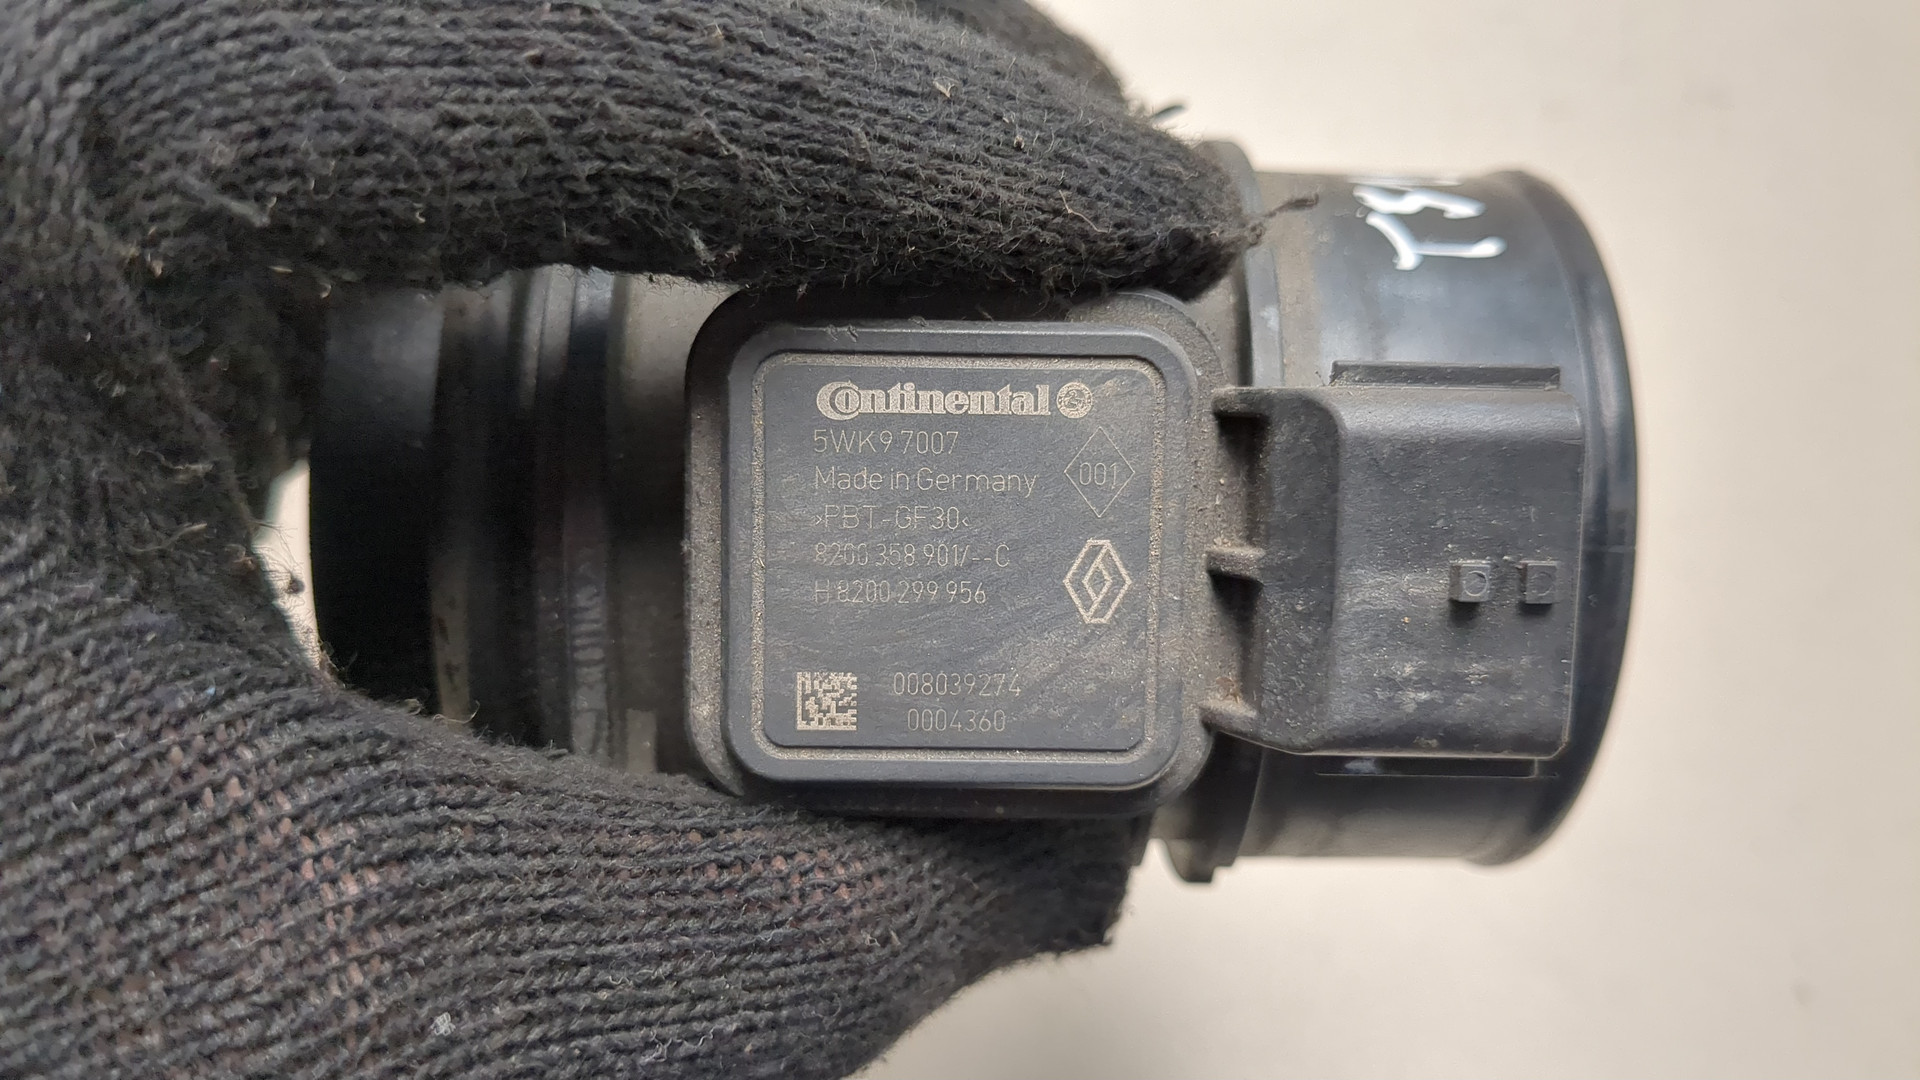 Continental
5WK9 7007
Made in Germany
001
>PBT-GF30<
8200 358 901/--C
H 8200 299 956
008039274
0004360